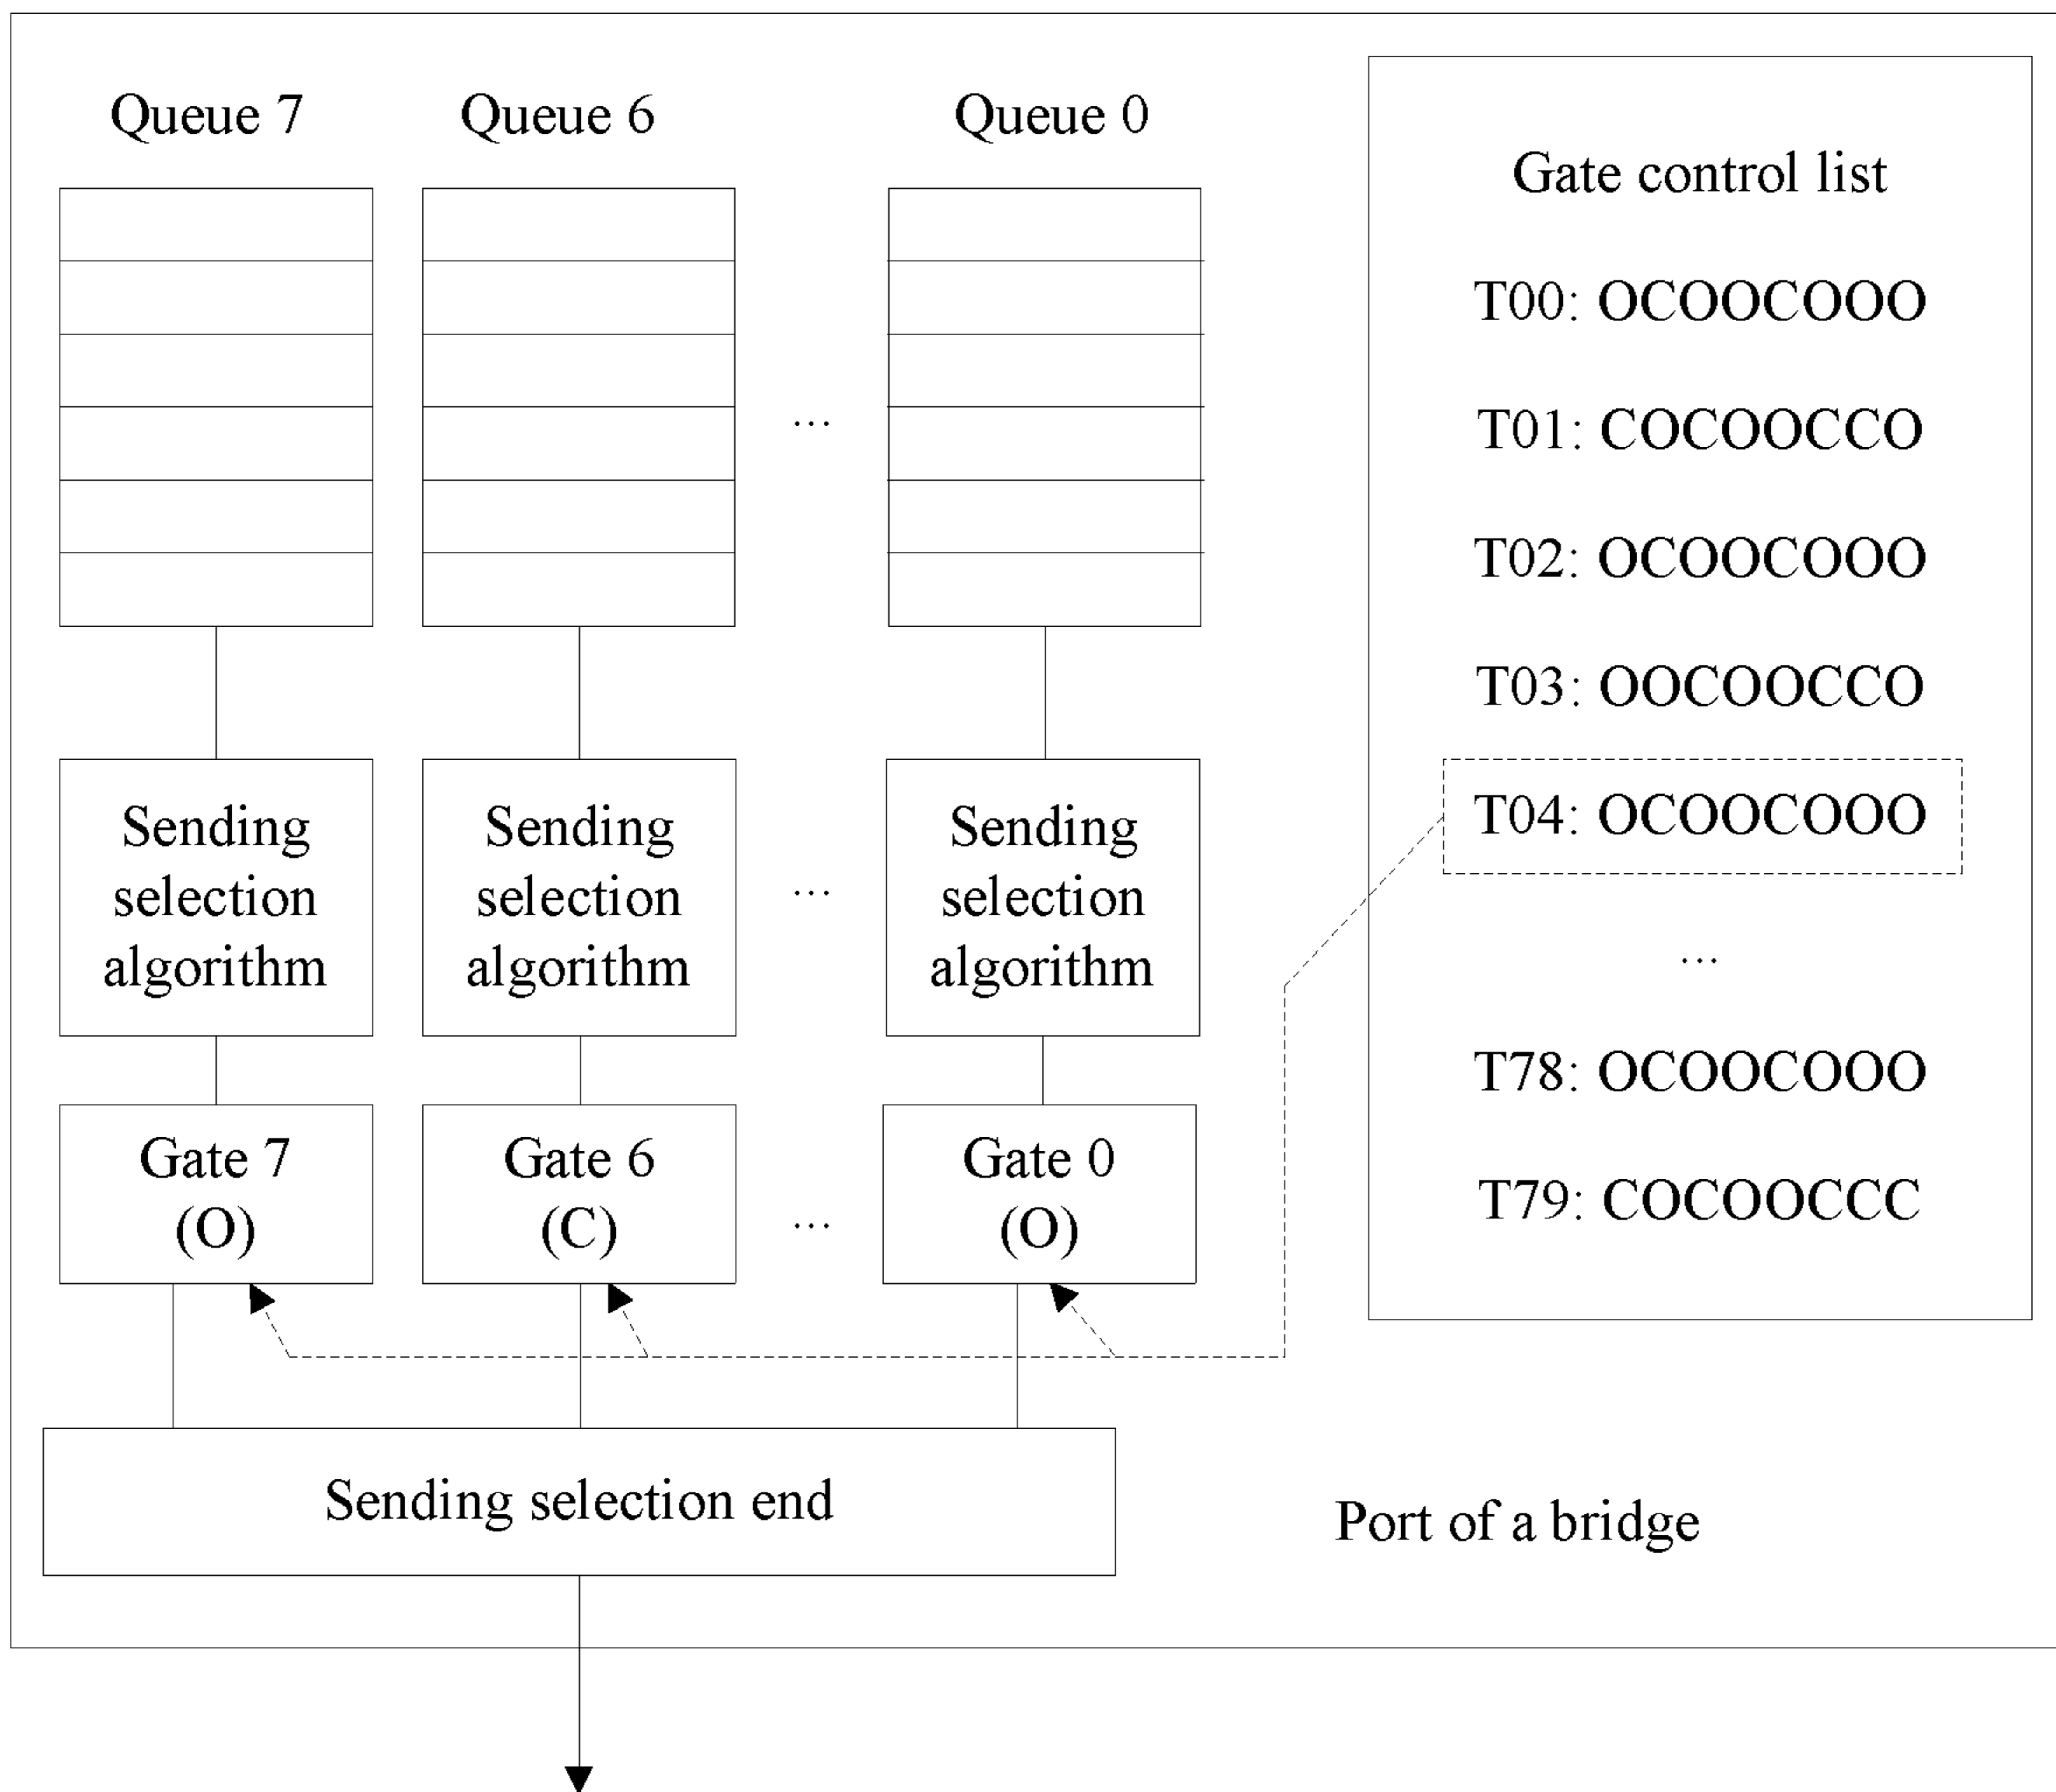 Queue 7
Queue 6
Queue 0
...
Sending
selection
algorithm
Sending
selection
algorithm
...
Sending
selection
algorithm
Gate 7
(O)
Gate 6
(C)
...
Gate 0
(O)
Sending selection end
Gate control list
T00: OCOOCOOO
T01: COCOOCCO
T02: OCOOCOOO
T03: OOCOOCCO
T04: OCOOCOOO
...
T78: OCOOCOOO
T79: COCOOCCC
Port of a bridge